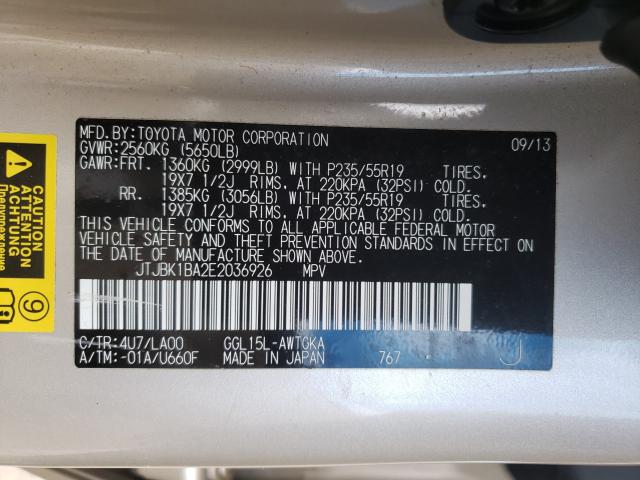 MFD.BY:TOYOTA MOTOR CORPORATION 09/13
GVWR:2560KG (5650LB)
GAWR:FRT. 1360KG (2999LB) WITH P235/55R19 TIRES,
19X7 1/2J RIMS, AT 220KPA (32PSI) COLD.
RR. 1385KG (3056LB) WITH P235/55R19 TIRES,
19X7 1/2J RIMS, AT 220KPA (32PSI) COLD.
THIS VEHICLE CONFORMS TO ALL APPLICABLE FEDERAL MOTOR
VEHICLE SAFETY AND THEFT PREVENTION STANDARDS IN EFFECT ON
THE DATE OF MANUFACTURE SHOWN ABOVE.
JTJBK1BA2E2036926 MPV
C/TR:4U7/LA00 GGL15L-AWTGKA
A/TM:-01A/U660F MADE IN JAPAN 767 J
ATTENTION
ACHTUNG
Предупреждение
9